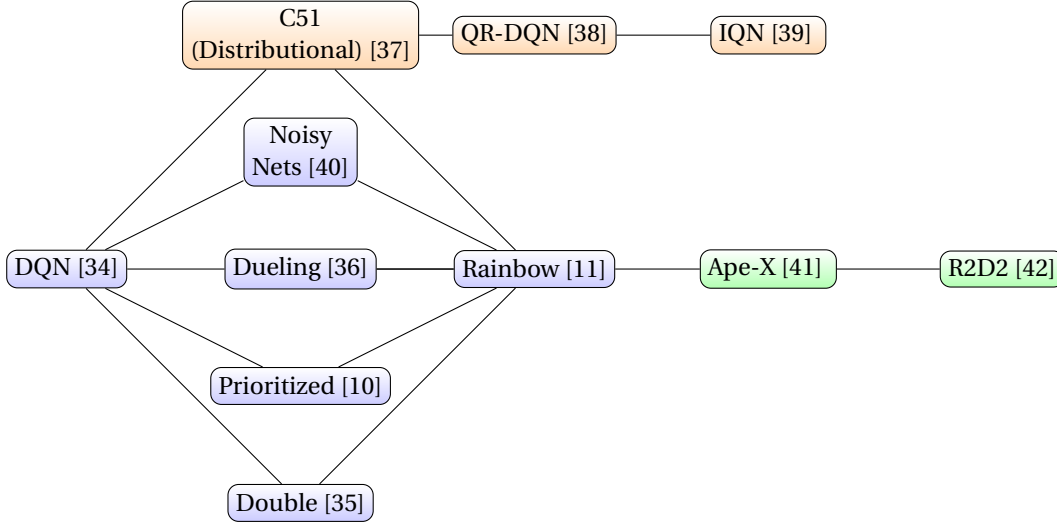 C51
(Distributional) [37]
QR-DQN [38]
IQN [39]
Noisy
Nets [40]
DQN [34]
Dueling [36]
Rainbow [11]
Ape-X [41]
R2D2 [42]
Prioritized [10]
Double [35]